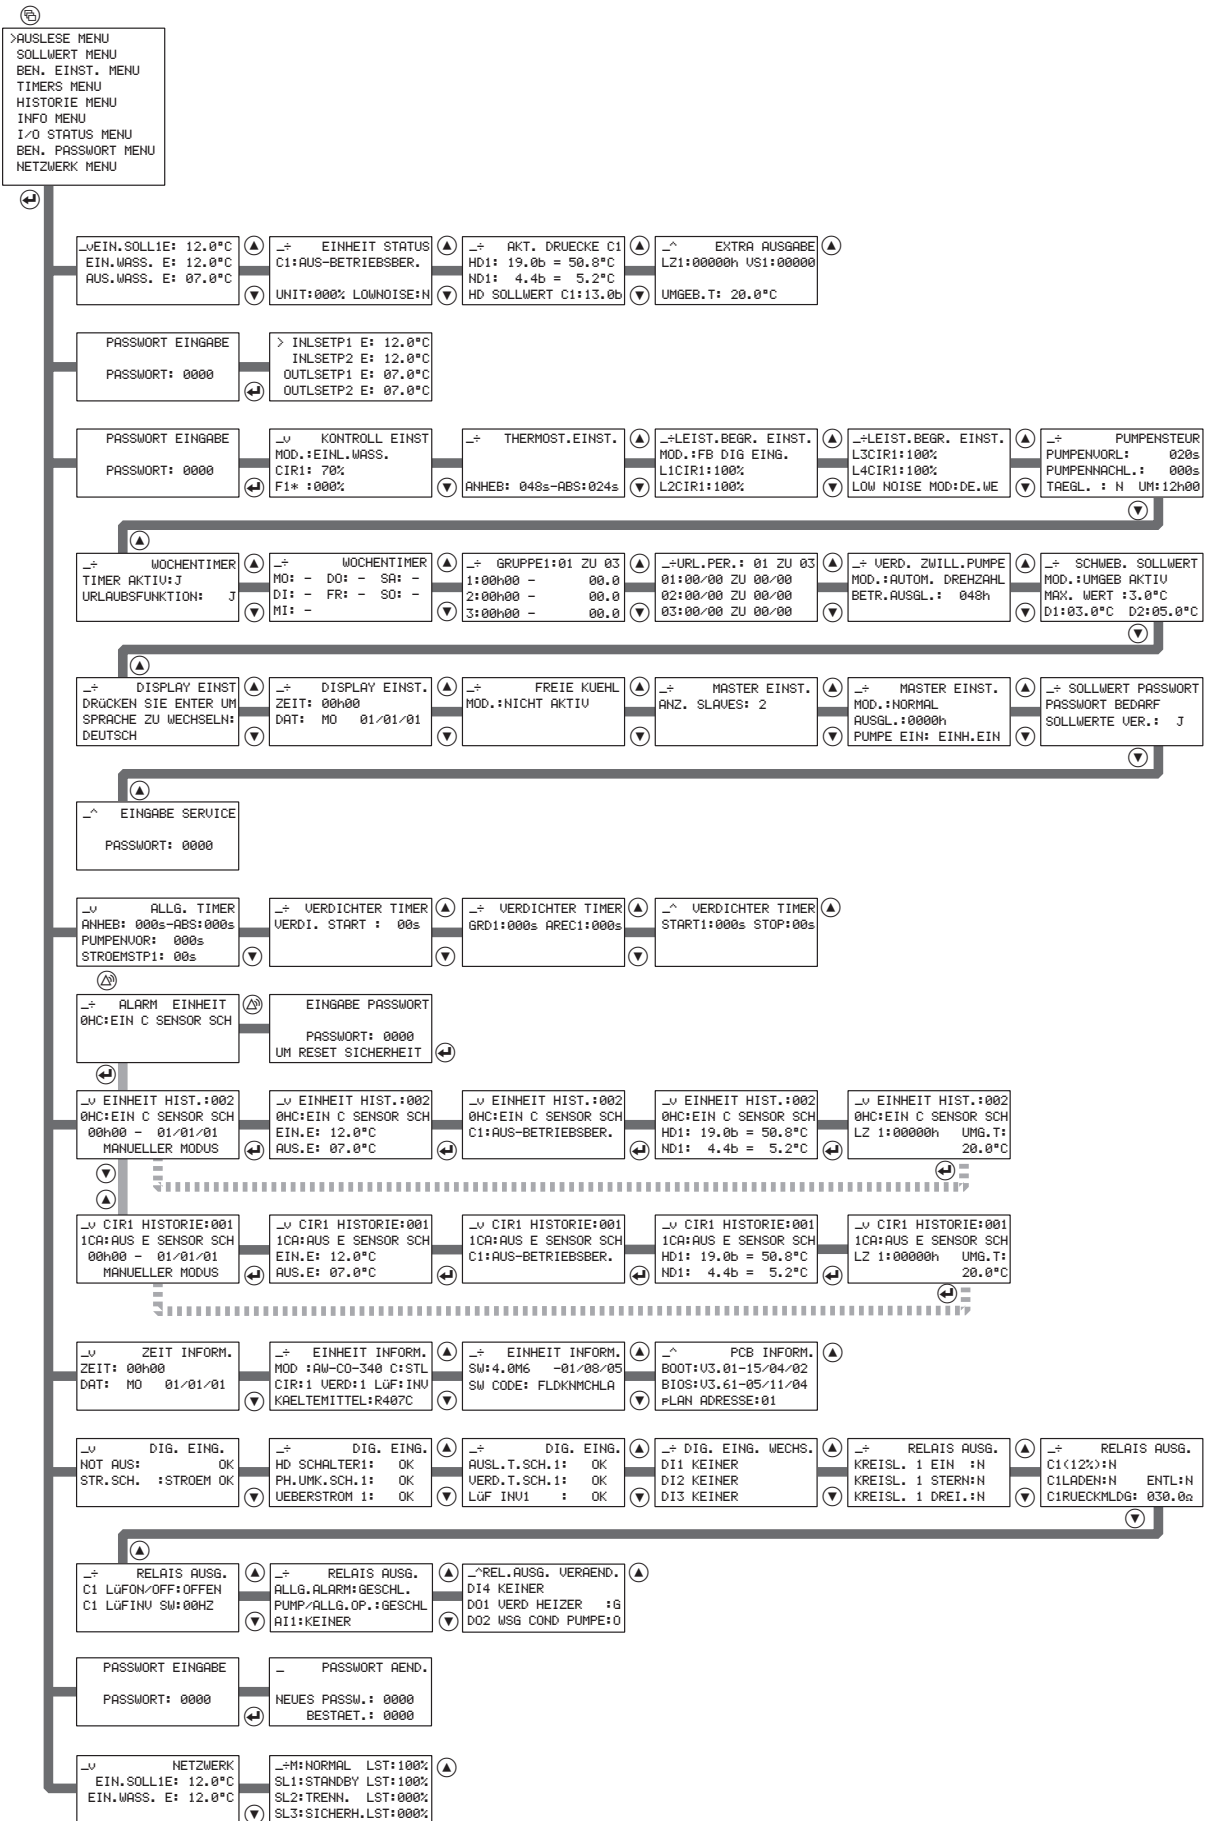 >AUSLESE MENU
SOLLWERT MENU
BEN. EINST. MENU
TIMERS MENU
HISTORIE MENU
INFO MENU
I/O STATUS MENU
BEN. PASSWORT MENU
NETZWERK MENU
_vEIN.SOLL1E: 12.0°C
EIN.WASS. E: 12.0°C
AUS.WASS. E: 07.0°C
_÷ EINHEIT STATUS
C1:AUS-BETRIEBSBER.
UNIT:000% LOWNOISE:N
_÷ AKT. DRUECKE C1
HD1: 19.0b = 50.8°C
ND1: 4.4b = 5.2°C
HD SOLLWERT C1:13.0b
_^ EXTRA AUSGABE
LZ1:00000h VS1:00000
UMGEB.T: 20.0°C
PASSWORT EINGABE
PASSWORT: 0000
> INLSETP1 E: 12.0°C
INLSETP2 E: 12.0°C
OUTLSETP1 E: 07.0°C
OUTLSETP2 E: 07.0°C
PASSWORT EINGABE
PASSWORT: 0000
_v KONTROLL EINST
MOD.:EINL.WASS.
CIR1: 70%
F1* :000%
_÷ THERMOST.EINST.
ANHEB: 048s-ABS:024s
_÷LEIST.BEGR. EINST.
MOD.:FB DIG EING.
L1CIR1:100%
L2CIR1:100%
_÷LEIST.BEGR. EINST.
L3CIR1:100%
L4CIR1:100%
LOW NOISE MOD:DE.WE
_÷ PUMPENSTEUR
PUMPENVORL: 020s
PUMPENNACHL.: 000s
TAEGL. : N UM:12h00
_÷ WOCHENTIMER
TIMER AKTIV:J
URLAUBSFUNKTION: J
_÷ WOCHENTIMER
MO: - DO: - SA: -
DI: - FR: - SO: -
MI: -
_÷ GRUPPE1:01 ZU 03
1:00h00 - 00.0
2:00h00 - 00.0
3:00h00 - 00.0
_÷URL.PER.: 01 ZU 03
01:00/00 ZU 00/00
02:00/00 ZU 00/00
03:00/00 ZU 00/00
_÷ VERD. ZWILL.PUMPE
MOD.:AUTOM. DREHZAHL
BETR.AUSGL.: 048h
_÷ SCHWEB. SOLLWERT
MOD.:UMGEB AKTIV
MAX. WERT :3.0°C
D1:03.0°C D2:05.0°C
_÷ DISPLAY EINST
DRüCKEN SIE ENTER UM
SPRACHE ZU WECHSELN:
DEUTSCH
_÷ DISPLAY EINST.
ZEIT: 00h00
DAT: MO 01/01/01
_÷ FREIE KUEHL
MOD.:NICHT AKTIV
_÷ MASTER EINST.
ANZ. SLAVES: 2
_÷ MASTER EINST.
MOD.:NORMAL
AUSGL.:0000h
PUMPE EIN: EINH.EIN
_÷ SOLLWERT PASSWORT
PASSWORT BEDARF
SOLLWERTE VER.: J
_^ EINGABE SERVICE
PASSWORT: 0000
_v ALLG. TIMER
ANHEB: 000s-ABS:000s
PUMPENVOR: 000s
STROEMSTP1: 00s
_÷ VERDICHTER TIMER
VERDI. START : 00s
_÷ VERDICHTER TIMER
GRD1:000s AREC1:000s
_^ VERDICHTER TIMER
START1:000s STOP:00s
_÷ ALARM EINHEIT
0HC:EIN C SENSOR SCH
EINGABE PASSWORT
PASSWORT: 0000
UM RESET SICHERHEIT
_v EINHEIT HIST.:002
0HC:EIN C SENSOR SCH
00h00 - 01/01/01
MANUELLER MODUS
_v EINHEIT HIST.:002
0HC:EIN C SENSOR SCH
EIN.E: 12.0°C
AUS.E: 07.0°C
_v EINHEIT HIST.:002
0HC:EIN C SENSOR SCH
C1:AUS-BETRIEBSBER.
_v EINHEIT HIST.:002
0HC:EIN C SENSOR SCH
HD1: 19.0b = 50.8°C
ND1: 4.4b = 5.2°C
_v EINHEIT HIST.:002
0HC:EIN C SENSOR SCH
LZ 1:00000h UMG.T:
20.0°C
_v CIR1 HISTORIE:001
1CA:AUS E SENSOR SCH
00h00 - 01/01/01
MANUELLER MODUS
_v CIR1 HISTORIE:001
1CA:AUS E SENSOR SCH
EIN.E: 12.0°C
AUS.E: 07.0°C
_v CIR1 HISTORIE:001
1CA:AUS E SENSOR SCH
C1:AUS-BETRIEBSBER.
_v CIR1 HISTORIE:001
1CA:AUS E SENSOR SCH
HD1: 19.0b = 50.8°C
ND1: 4.4b = 5.2°C
_v CIR1 HISTORIE:001
1CA:AUS E SENSOR SCH
LZ 1:00000h UMG.T:
20.0°C
_v ZEIT INFORM.
ZEIT: 00h00
DAT: MO 01/01/01
_÷ EINHEIT INFORM.
MOD :AW-CO-340 C:STL
CIR:1 VERD:1 LüF:INV
KAELTEMITTEL:R407C
_÷ EINHEIT INFORM.
SW:4.0M6 -01/08/05
SW CODE: FLDKNMCHLA
_^ PCB INFORM.
BOOT:V3.01-15/04/02
BIOS:V3.61-05/11/04
pLAN ADRESSE:01
_v DIG. EING.
NOT AUS: OK
STR.SCH. :STROEM OK
_÷ DIG. EING.
HD SCHALTER1: OK
PH.UMK.SCH.1: OK
UEBERSTROM 1: OK
_÷ DIG. EING.
AUSL.T.SCH.1: OK
VERD.T.SCH.1: OK
LüF INV1 : OK
_÷ DIG. EING. WECHS.
DI1 KEINER
DI2 KEINER
DI3 KEINER
_÷ RELAIS AUSG.
KREISL. 1 EIN :N
KREISL. 1 STERN:N
KREISL. 1 DREI.:N
_÷ RELAIS AUSG.
C1(12%):N
C1LADEN:N ENTL:N
C1RUECKMLDG: 030.0Ω
_÷ RELAIS AUSG.
C1 LüFON/OFF:OFFEN
C1 LüFINV SW:00HZ
_÷ RELAIS AUSG.
ALLG.ALARM:GESCHL.
PUMP/ALLG.OP.:GESCHL
AI1:KEINER
_^REL.AUSG. VERAEND.
DI4 KEINER
DO1 VERD HEIZER :G
DO2 WSG COND PUMPE:O
PASSWORT EINGABE
PASSWORT: 0000
_ PASSWORT AEND.
NEUES PASSW.: 0000
BESTAET.: 0000
_v NETZWERK
EIN.SOLL1E: 12.0°C
EIN.WASS. E: 12.0°C
_÷M:NORMAL LST:100%
SL1:STANDBY LST:100%
SL2:TRENN. LST:000%
SL3:SICHERH.LST:000%